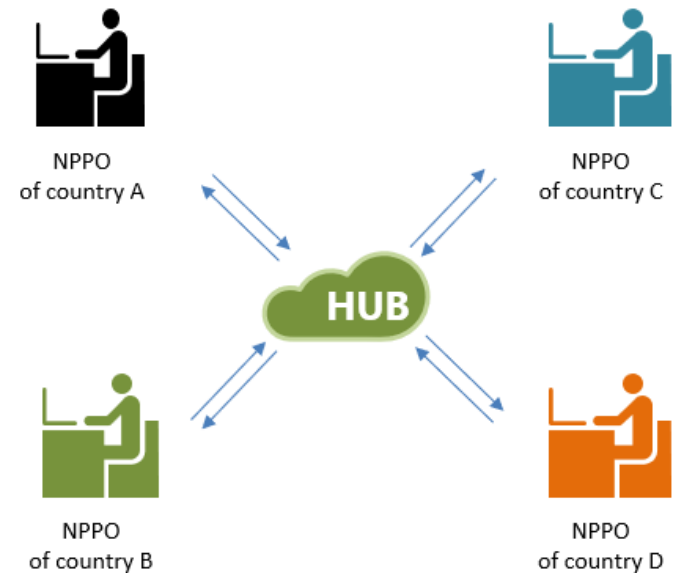 NPPO
of country A
NPPO
of country C
HUB
NPPO
of country B
NPPO
of country D